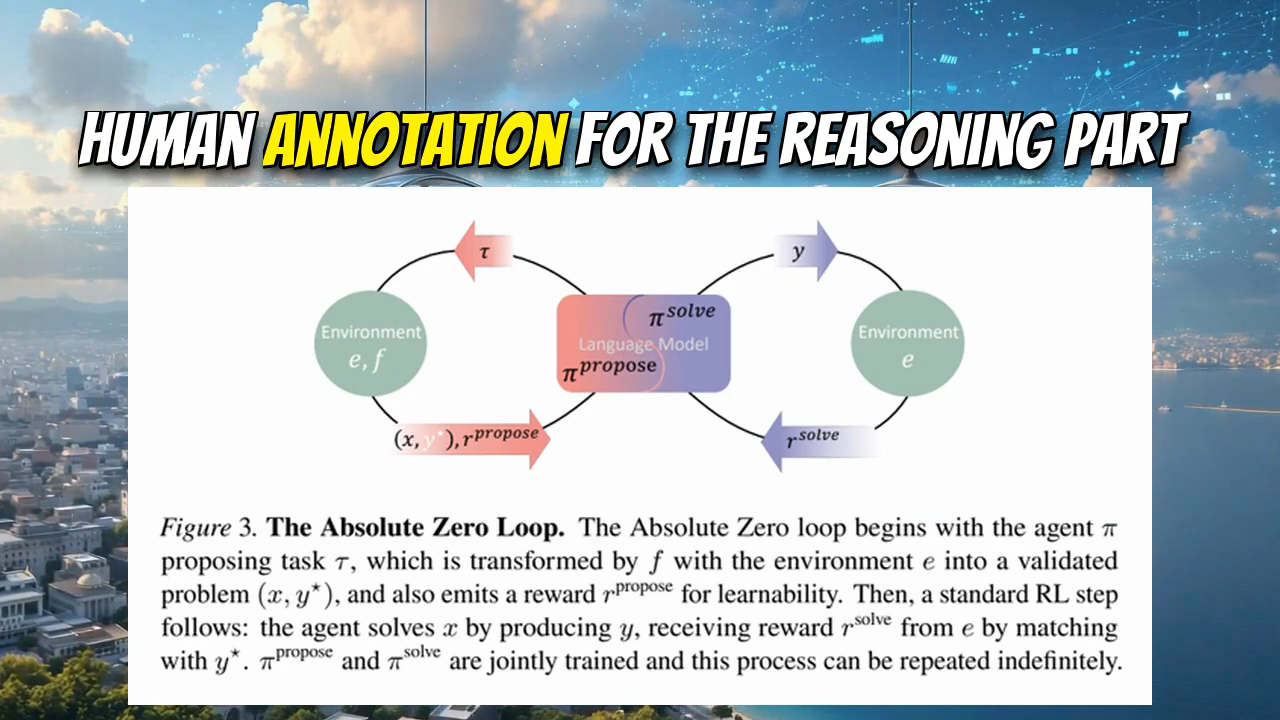 HUMAN ANNOTATION FOR THE REASONING PART
τ
y
π^solve
Environment
e, f
Language Model
Environment
e
π^propose
(x, y*), r^propose
r^solve
Figure 3. The Absolute Zero Loop. The Absolute Zero loop begins with the agent π
proposing task τ, which is transformed by f with the environment e into a validated
problem (x, y⋆), and also emits a reward r^propose for learnability. Then, a standard RL step
follows: the agent solves x by producing y, receiving reward r^solve from e by matching
with y⋆. π^propose and π^solve are jointly trained and this process can be repeated indefinitely.